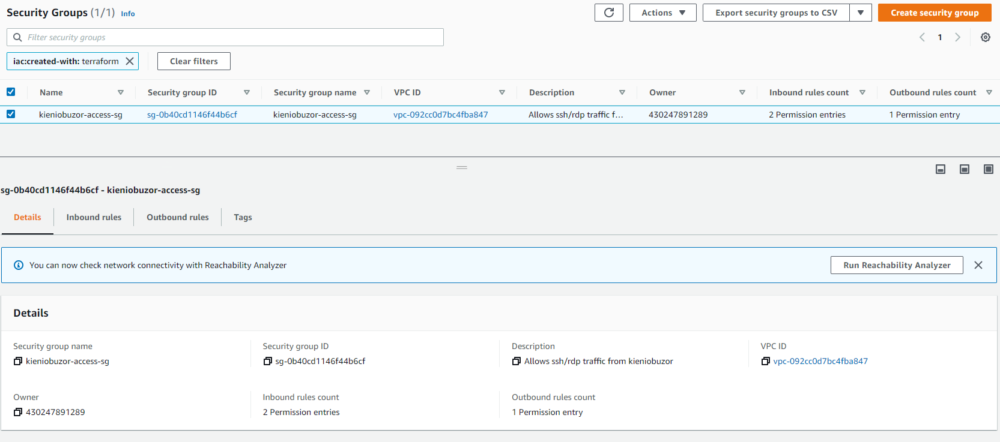 Security Groups (1/1) Info
Actions Export security groups to CSV Create security group
Filter security groups
1
iac:created-with: terraform Clear filters
Name Security group ID Security group name VPC ID Description Owner Inbound rules count Outbound rules count
kieniobuzor-access-sg sg-0b40cd1146f44b6cf kieniobuzor-access-sg vpc-092cc0d7bc4fba847 Allows ssh/rdp traffic f... 430247891289 2 Permission entries 1 Permission entry
sg-0b40cd1146f44b6cf - kieniobuzor-access-sg
Details Inbound rules Outbound rules Tags
You can now check network connectivity with Reachability Analyzer Run Reachability Analyzer
Details
Security group name Security group ID Description VPC ID
kieniobuzor-access-sg sg-0b40cd1146f44b6cf Allows ssh/rdp traffic from kieniobuzor vpc-092cc0d7bc4fba847
Owner Inbound rules count Outbound rules count
430247891289 2 Permission entries 1 Permission entry